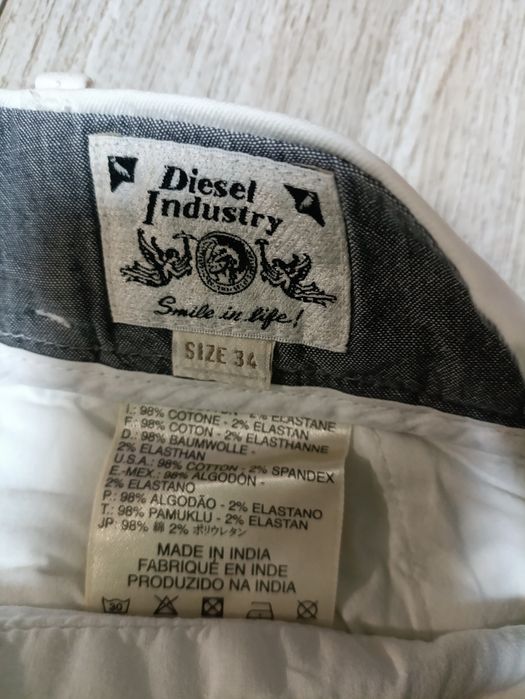 Diesel
Industry
Smile in life!
SIZE 34
I.: 98% COTONE - 2% ELASTANE
F.: 98% COTON - 2% ELASTHANNE
D.: 98% BAUMWOLLE -
2% ELASTHAN
U.S.A.: 98% COTTON - 2% SPANDEX
E.-MEX.: 98% ALGODÓN -
2% ELASTANO
P.: 98% ALGODÃO - 2% ELASTANO
T.: 98% PAMUKLU - 2% ELASTAN
JP: 98% 綿 2% ポリウレタン
MADE IN INDIA
FABRIQUÉ EN INDE
PRODUZIDO NA INDIA
30